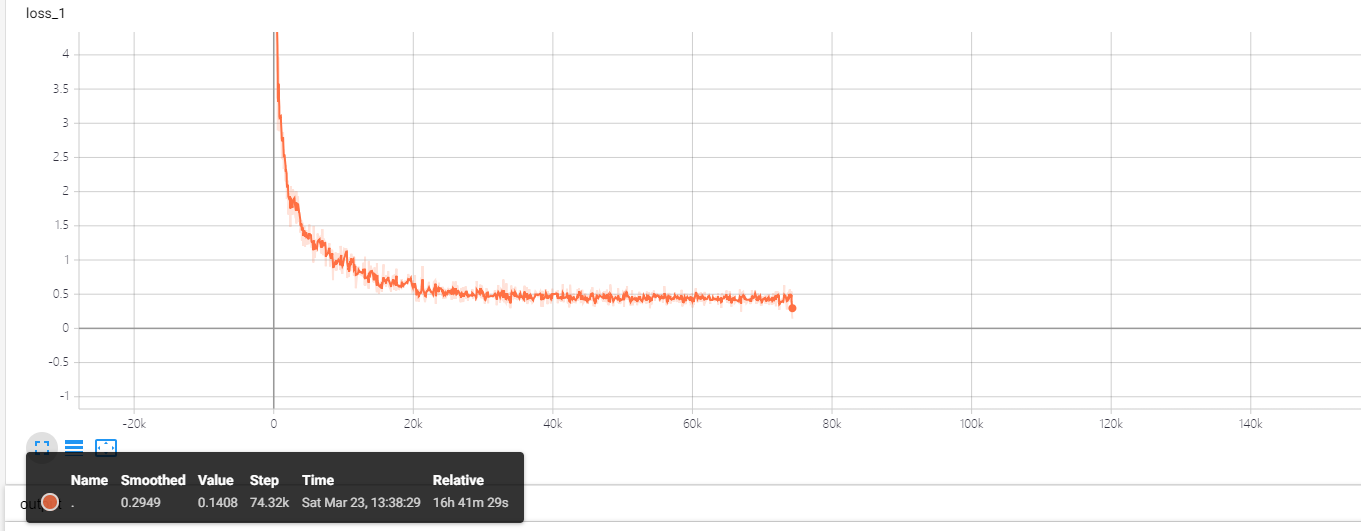 loss_1
4
3.5
3
2.5
2
1.5
1
0.5
0
-0.5
-1
-20k 0 20k 40k 60k 80k 100k 120k 140k
Name Smoothed Value Step Time Relative
. 0.2949 0.1408 74.32k Sat Mar 23, 13:38:29 16h 41m 29s